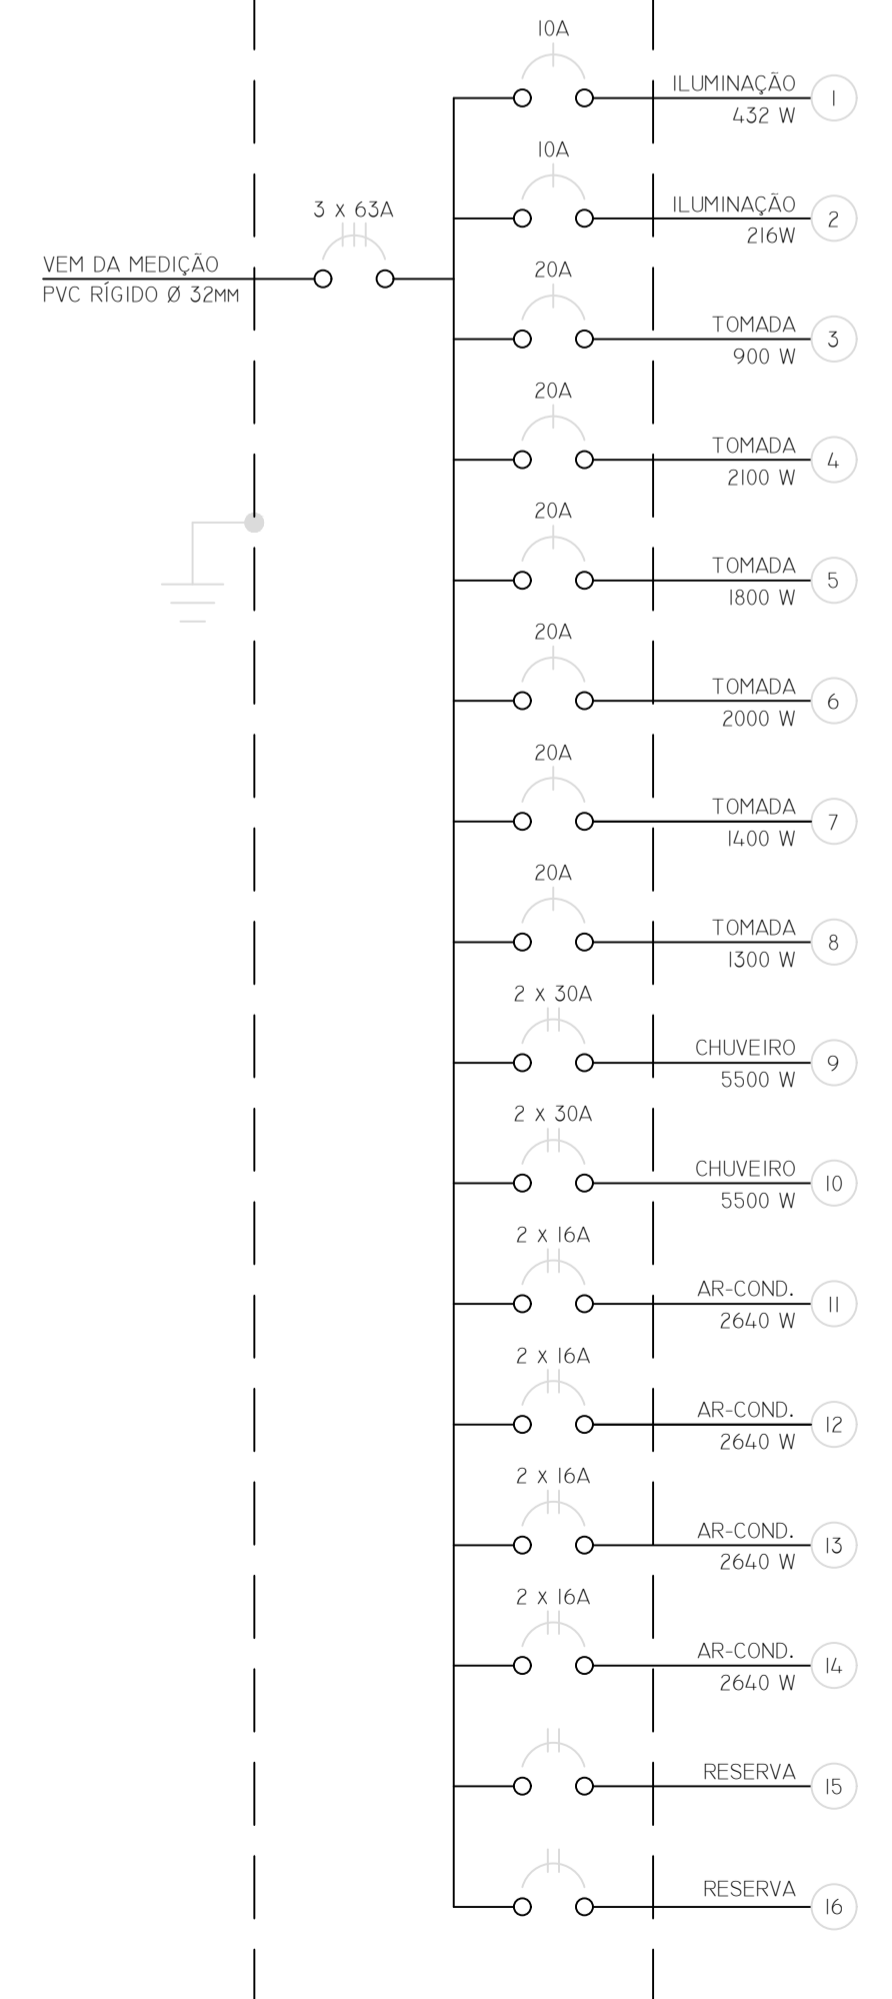 10A
ILUMINAÇÃO
432 W
1
10A
ILUMINAÇÃO
216W
2
3 x 63A
VEM DA MEDIÇÃO
PVC RÍGIDO Ø 32MM
20A
TOMADA
900 W
3
20A
TOMADA
2100 W
4
20A
TOMADA
1800 W
5
20A
TOMADA
2000 W
6
20A
TOMADA
1400 W
7
20A
TOMADA
1300 W
8
2 x 30A
CHUVEIRO
5500 W
9
2 x 30A
CHUVEIRO
5500 W
10
2 x 16A
AR-COND.
2640 W
11
2 x 16A
AR-COND.
2640 W
12
2 x 16A
AR-COND.
2640 W
13
2 x 16A
AR-COND.
2640 W
14
RESERVA
15
RESERVA
16